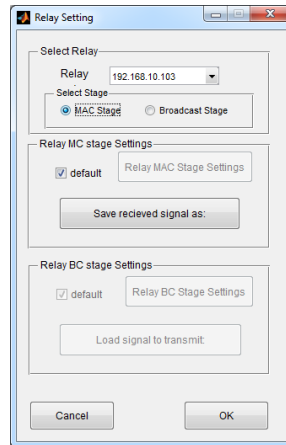 Relay Setting
Select Relay
Relay
192.168.10.103
Select Stage
MAC Stage
Broadcast Stage
Relay MC stage Settings
default
Relay MAC Stage Settings
Save recieved signal as:
Relay BC stage Settings
default
Relay BC Stage Settings
Load signal to transmit:
Cancel
OK